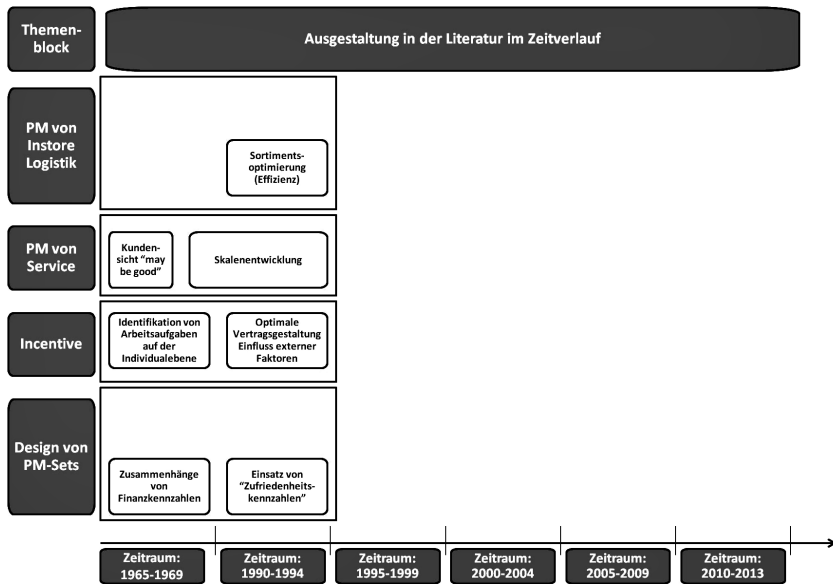 Themen-
block
Ausgestaltung in der Literatur im Zeitverlauf
PM von
Instore
Logistik
Sortiments-
optimierung
(Effizienz)
PM von
Service
Kunden-
sicht “may
be good”
Skalenentwicklung
Incentive
Identifikation von
Arbeitsaufgaben
auf der
Individualebene
Optimale
Vertragsgestaltung
Einfluss externer
Faktoren
Design von
PM-Sets
Zusammenhänge
von
Finanzkennzahlen
Einsatz von
“Zufriedenheits-
kennzahlen”
Zeitraum:
1965-1969
Zeitraum:
1990-1994
Zeitraum:
1995-1999
Zeitraum:
2000-2004
Zeitraum:
2005-2009
Zeitraum:
2010-2013